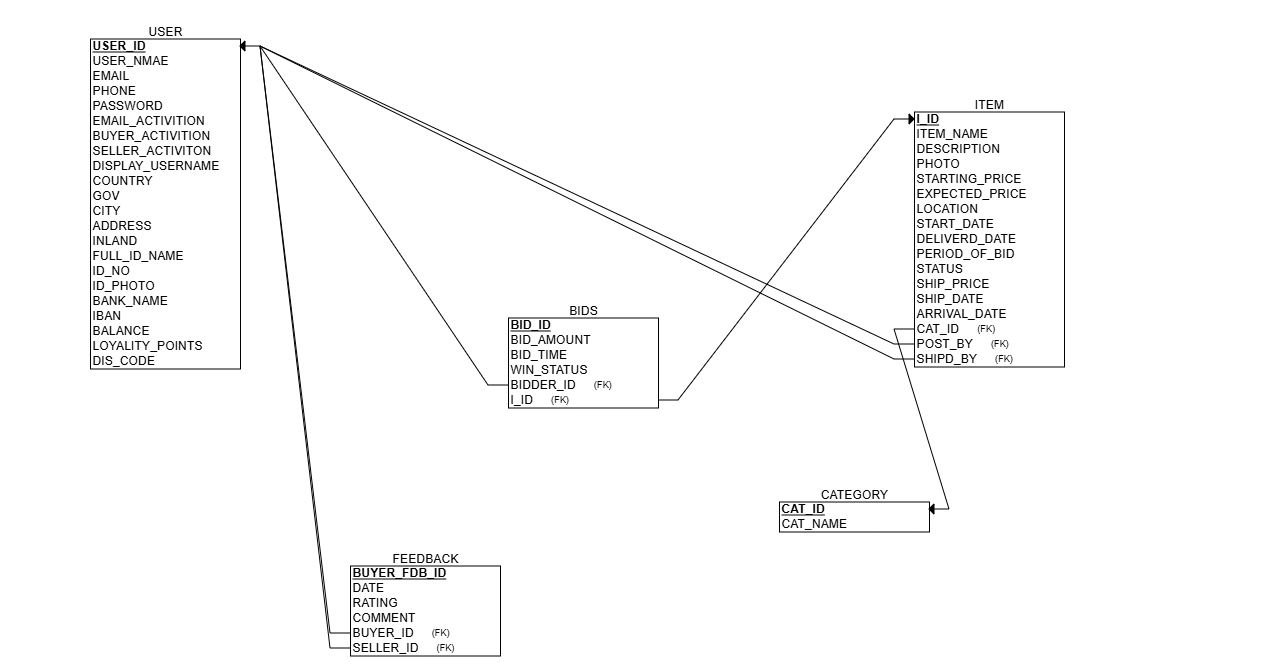 USER
USER_ID
USER_NMAE
EMAIL
PHONE
PASSWORD
EMAIL_ACTIVITION
BUYER_ACTIVITION
SELLER_ACTIVITON
DISPLAY_USERNAME
COUNTRY
GOV
CITY
ADDRESS
INLAND
FULL_ID_NAME
ID_NO
ID_PHOTO
BANK_NAME
IBAN
BALANCE
LOYALITY_POINTS
DIS_CODE
ITEM
I_ID
ITEM_NAME
DESCRIPTION
PHOTO
STARTING_PRICE
EXPECTED_PRICE
LOCATION
START_DATE
DELIVERD_DATE
PERIOD_OF_BID
STATUS
SHIP_PRICE
SHIP_DATE
ARRIVAL_DATE
CAT_ID (FK)
POST_BY (FK)
SHIPD_BY (FK)
BIDS
BID_ID
BID_AMOUNT
BID_TIME
WIN_STATUS
BIDDER_ID (FK)
I_ID (FK)
CATEGORY
CAT_ID
CAT_NAME
FEEDBACK
BUYER_FDB_ID
DATE
RATING
COMMENT
BUYER_ID (FK)
SELLER_ID (FK)